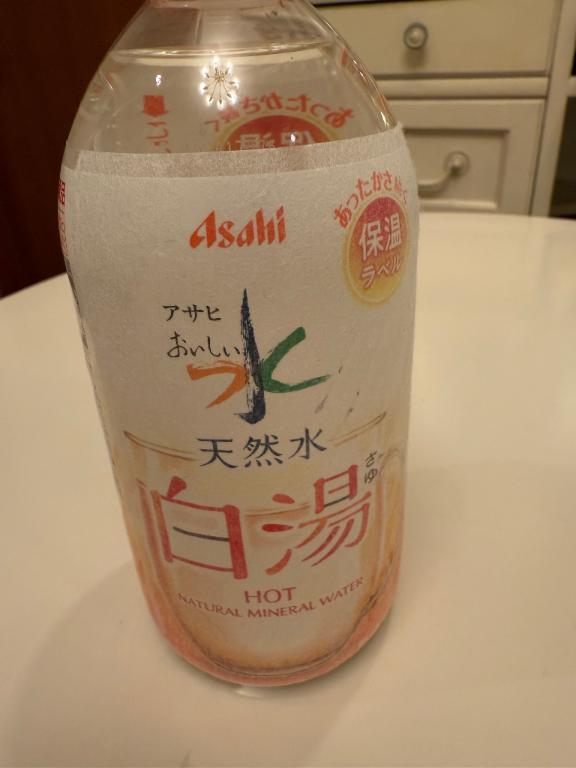 Asahi
あったかさ続く
保温
ラベル
アサヒ
おいしい
水
天然水
さゆ
白湯
HOT
NATURAL MINERAL WATER